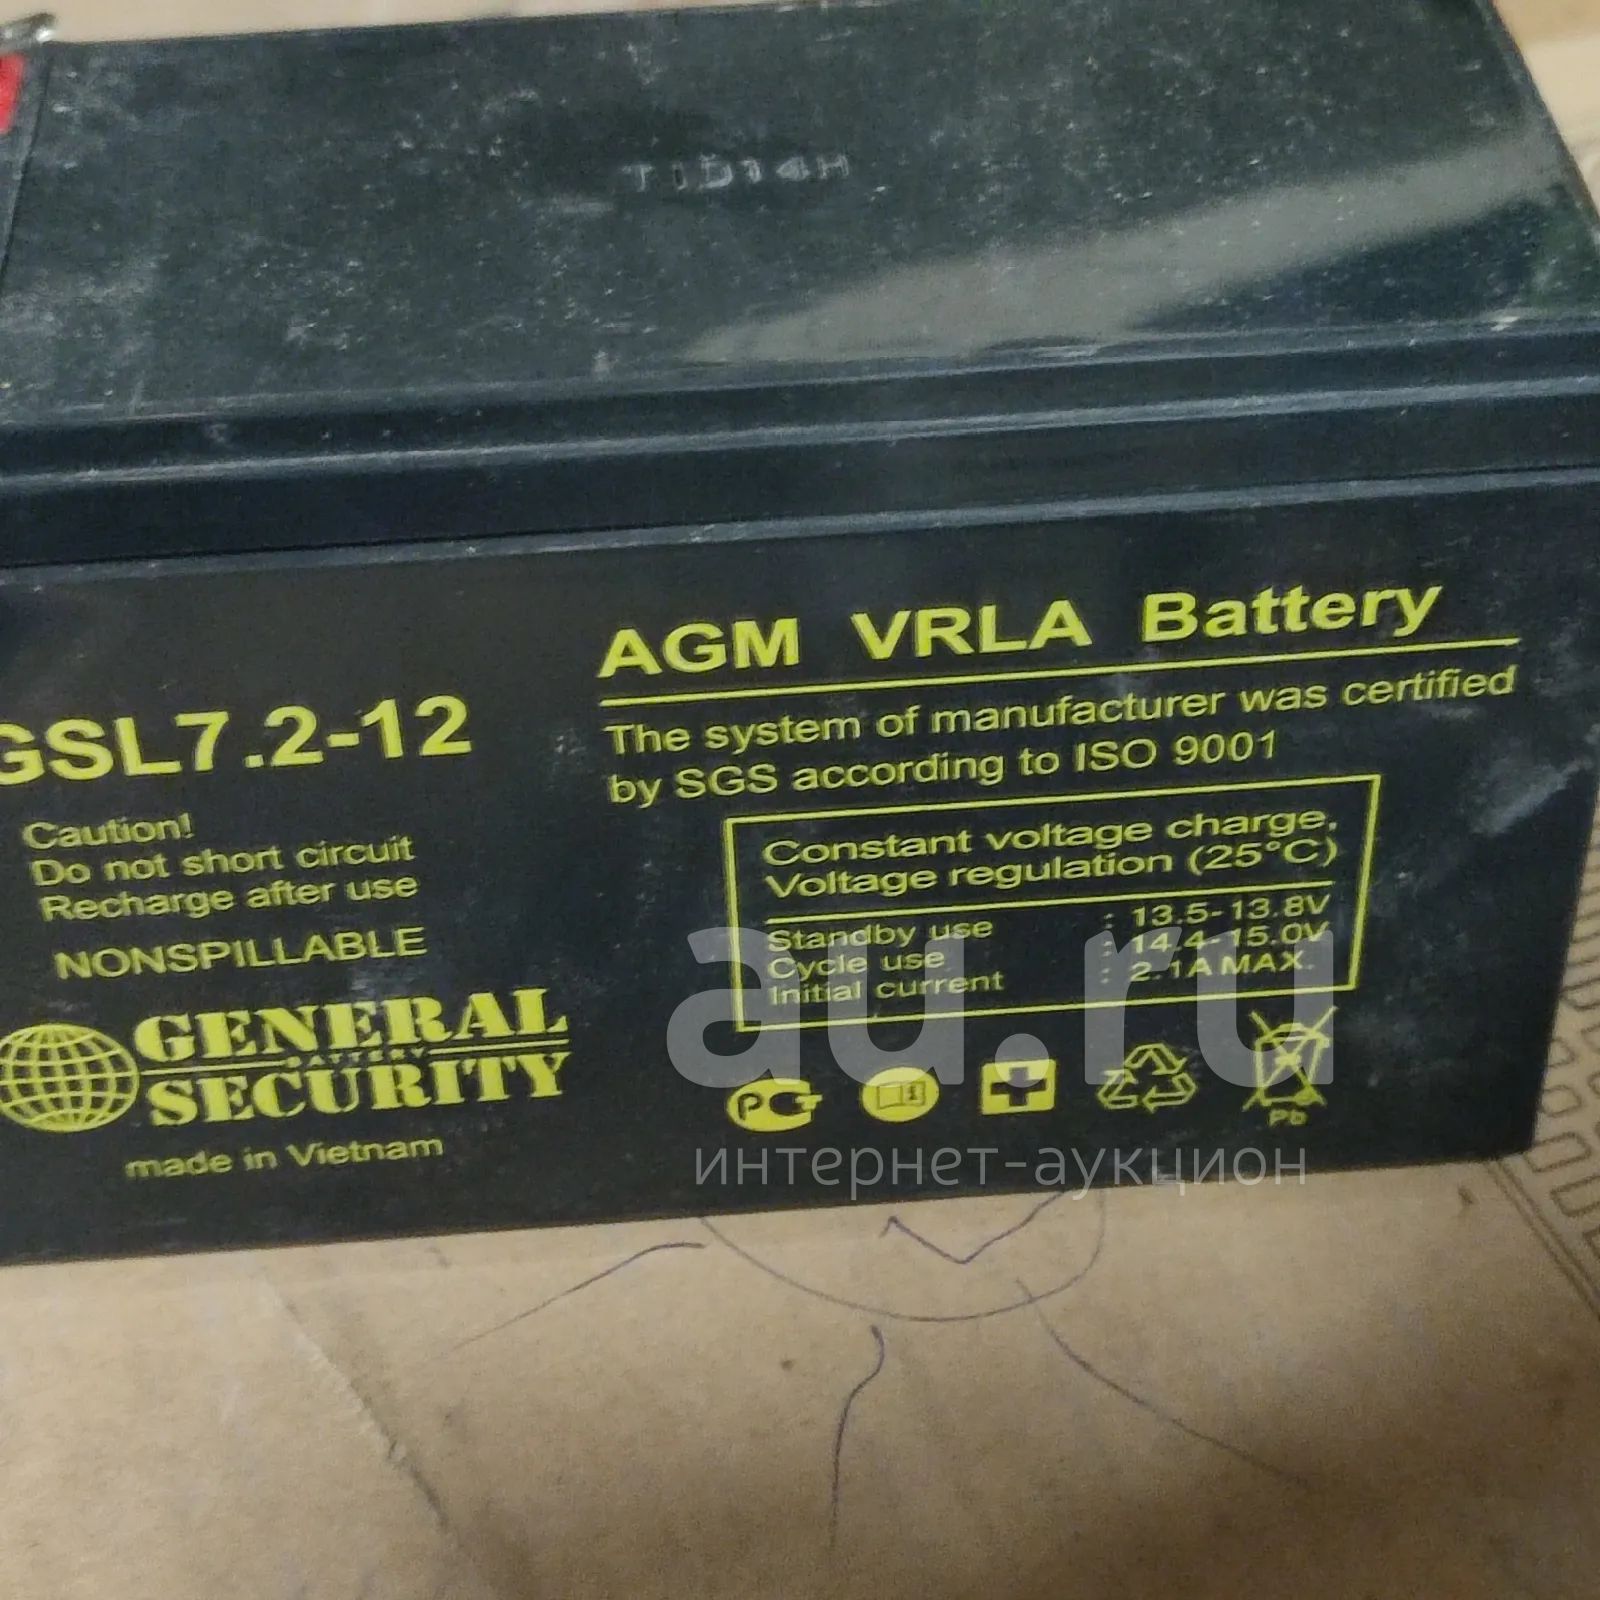 T1D14H
AGM VRLA Battery
The system of manufacturer was certified
by SGS according to ISO 9001
GSL7.2-12
Caution!
Do not short circuit
Recharge after use
NONSPILLABLE
Constant voltage charge,
Voltage regulation (25°C)
Standby use : 13.5-13.8V
Cycle use : 14.4-15.0V
Initial current : 2.1A MAX.
GENERAL
BATTERY
SECURITY
made in Vietnam
Pb
au.ru
интернет-аукцион